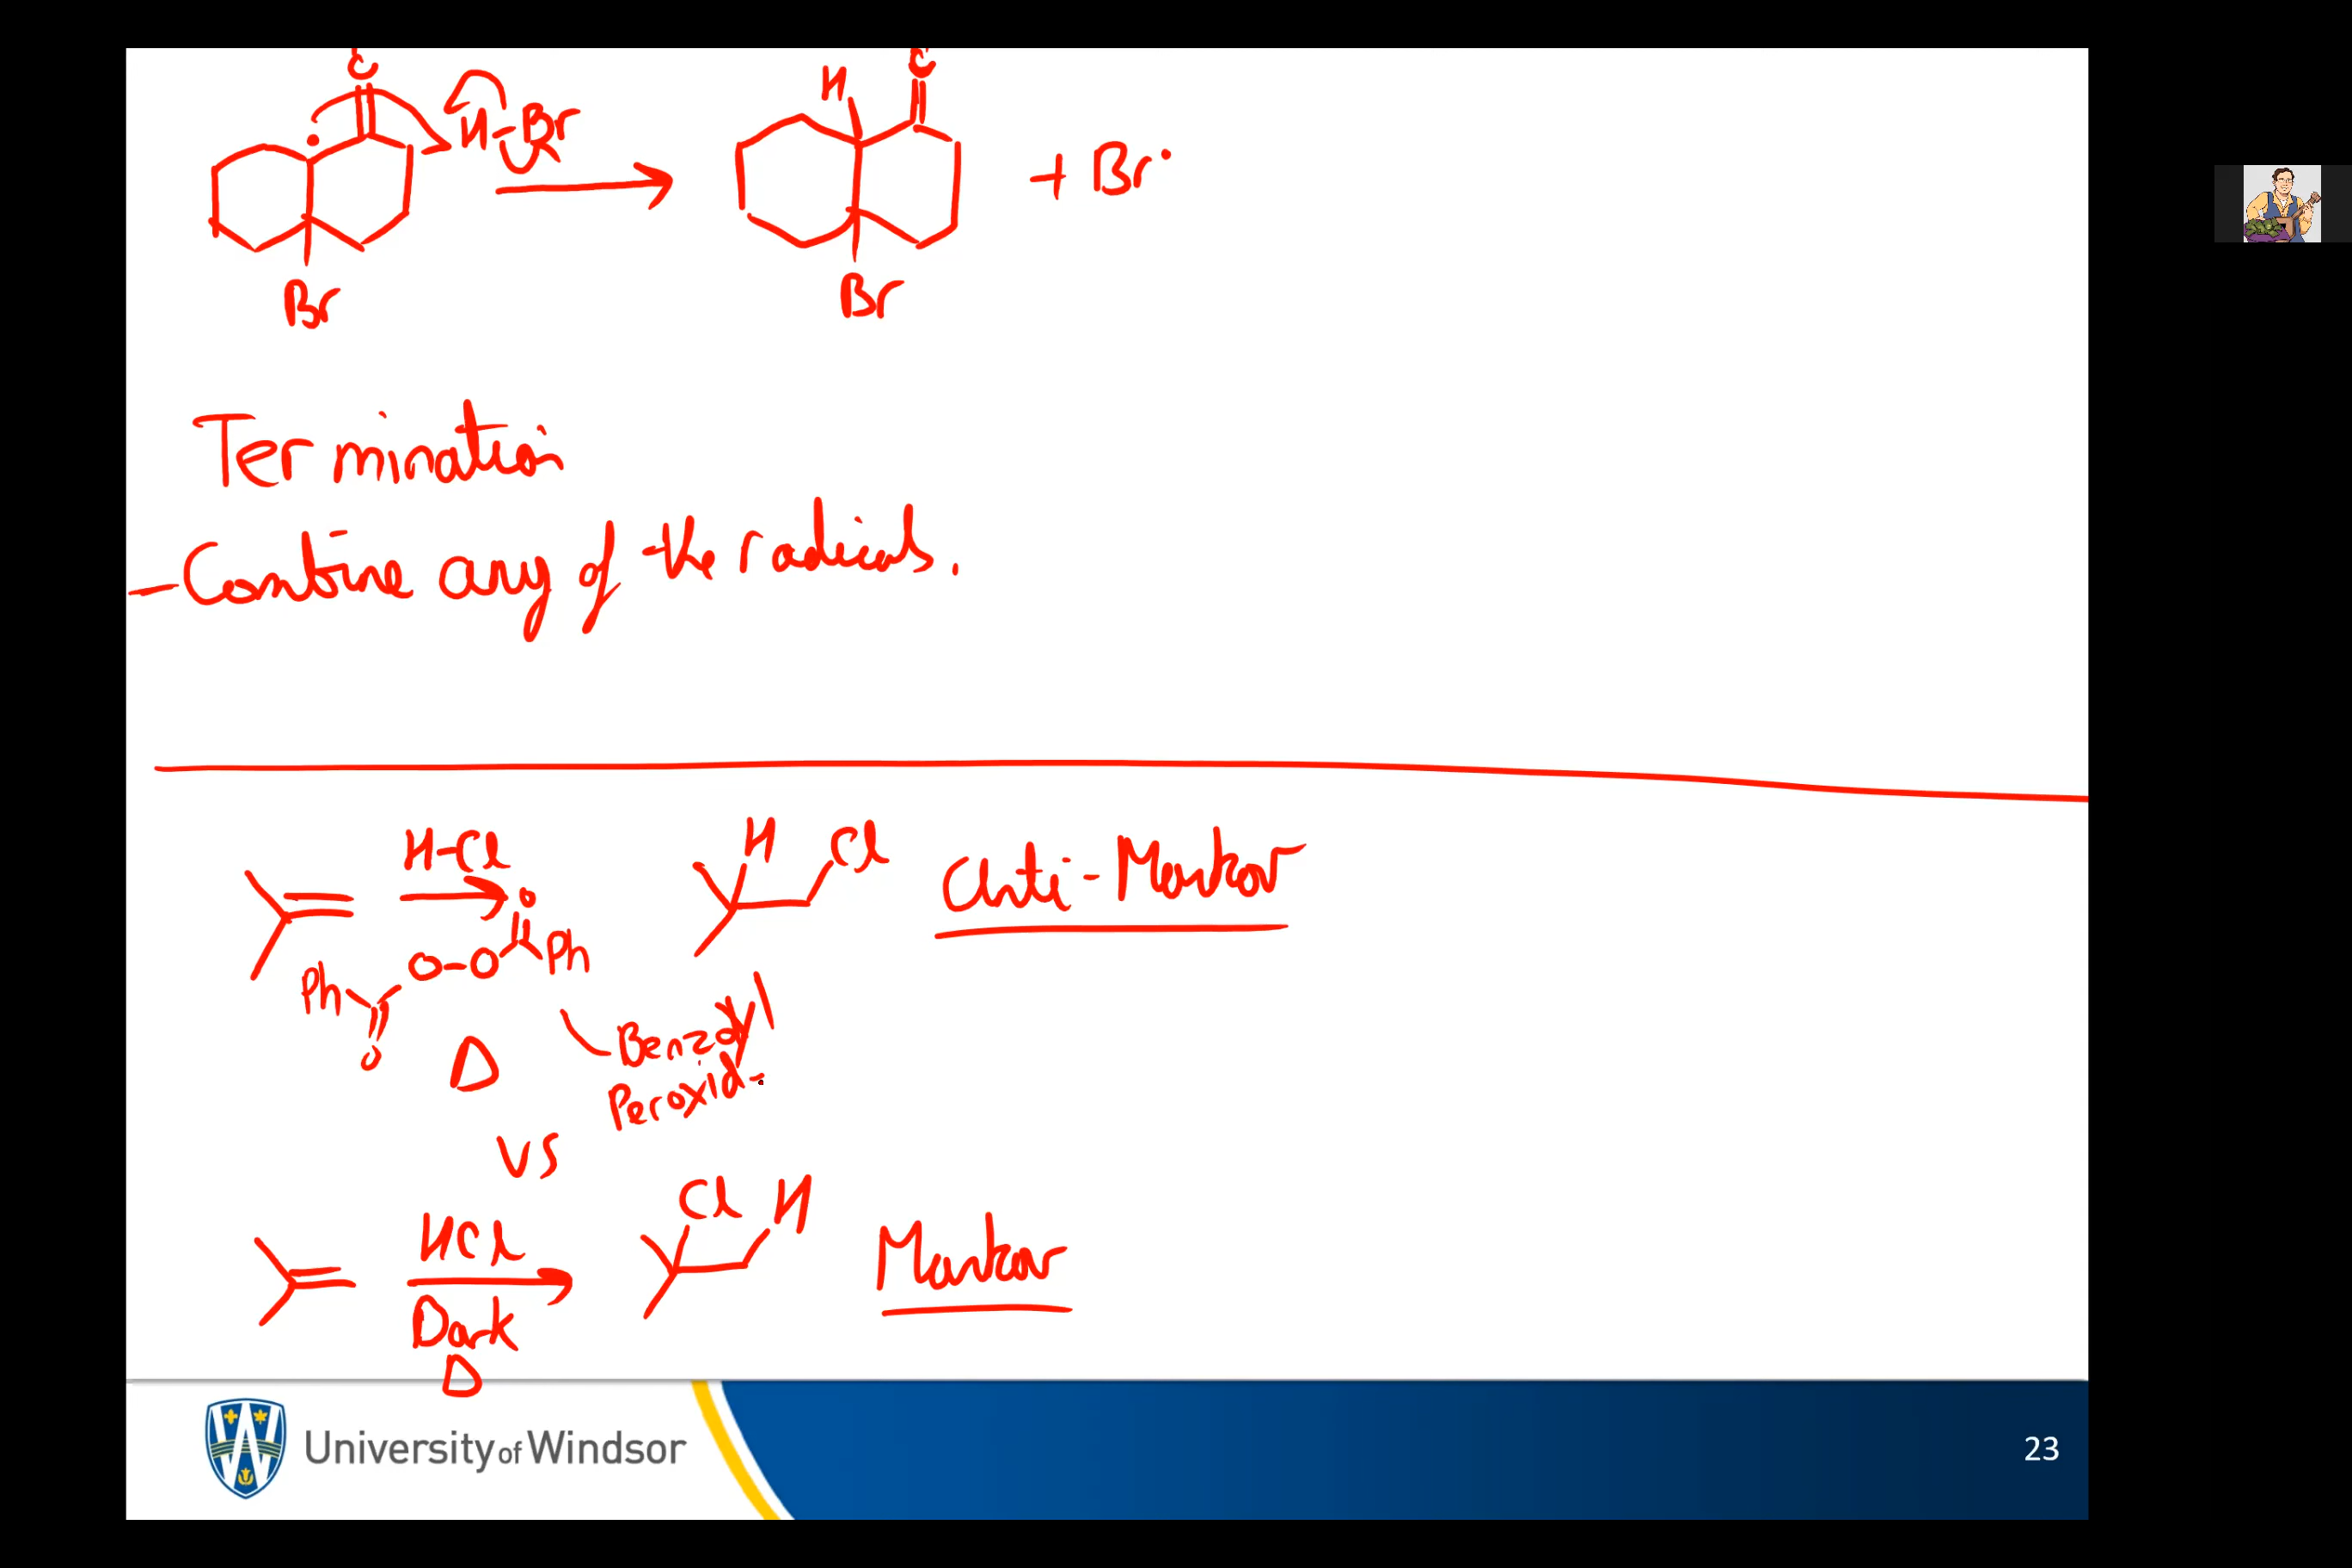 C C
H H-Br + Br·
Br Br
Termination
- Combine any of the radicals.
H-Cl H Cl Anti-Markov
O
Ph O-O Ph
O
Δ Benzoyl
Peroxide
vs
Cl H
HCl Markov
Dark
Δ
University of Windsor
23